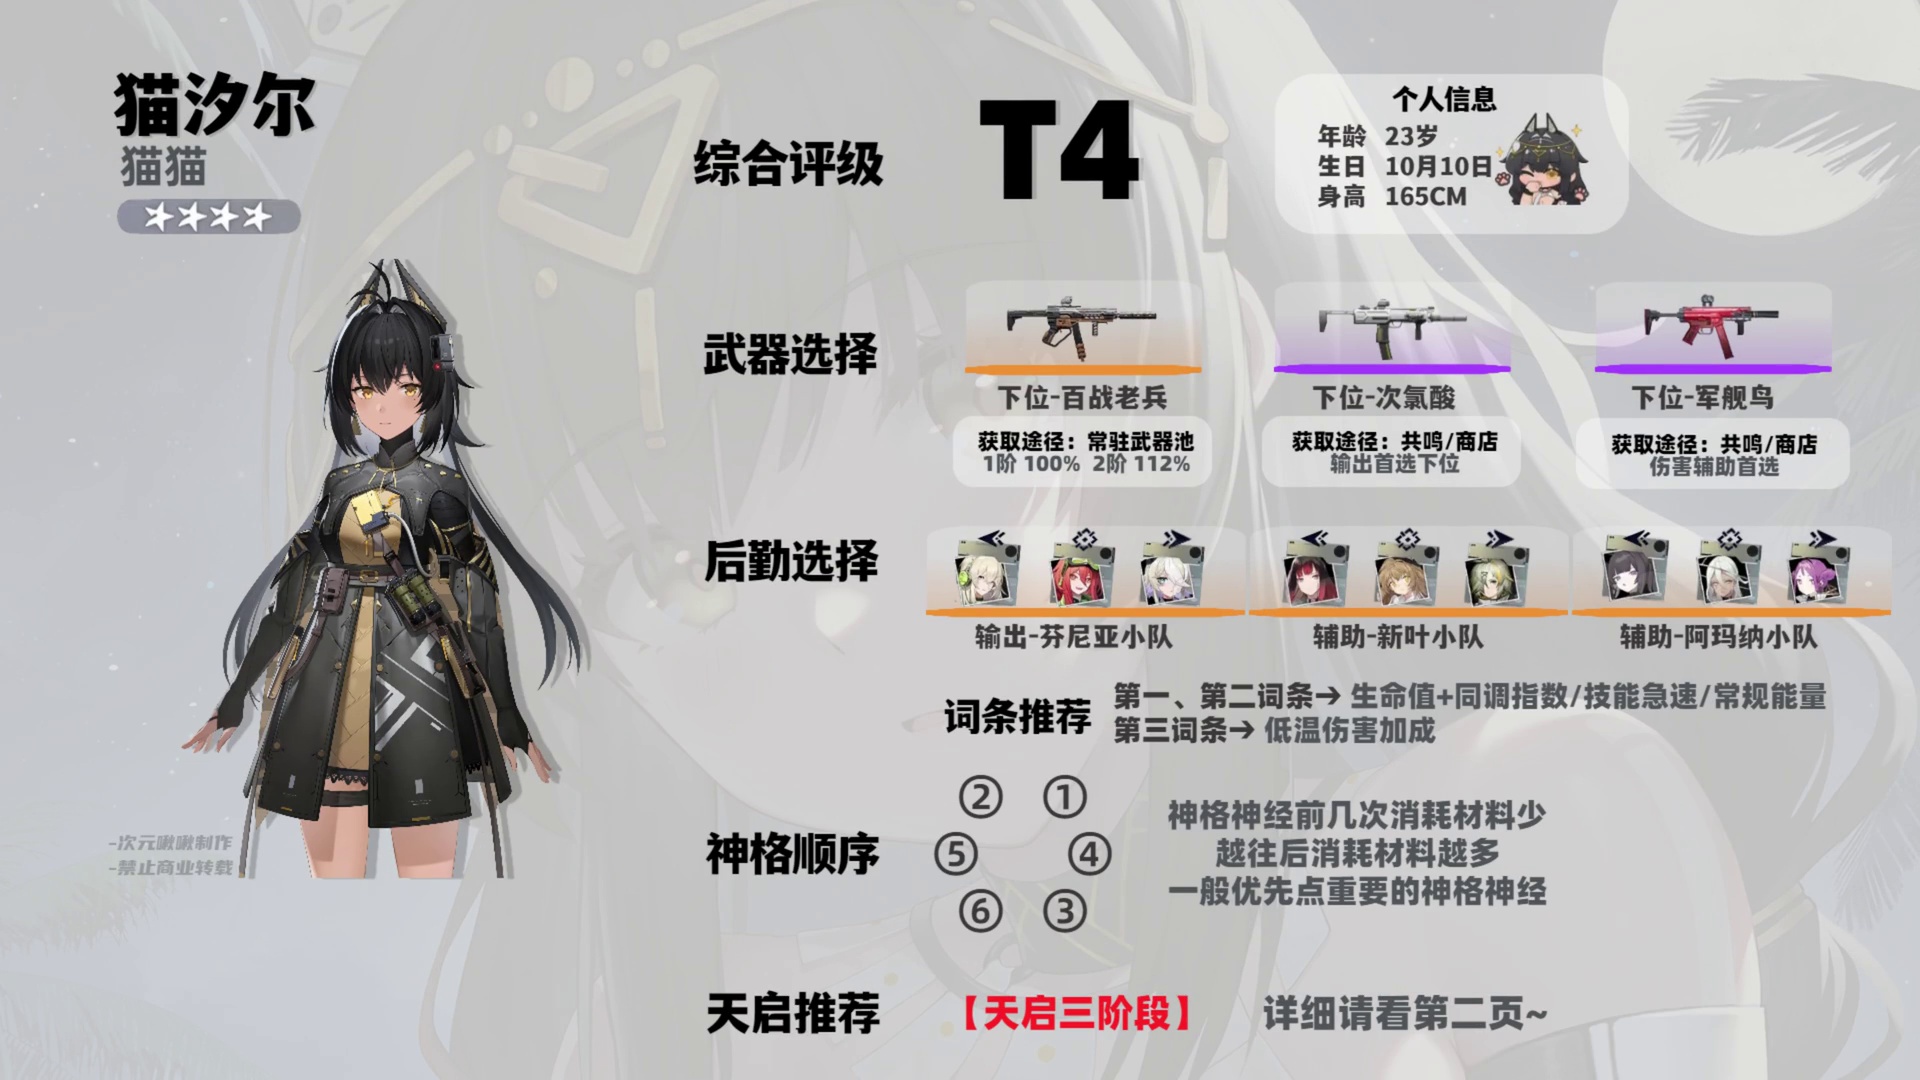 猫汐尔
猫猫
综合评级
T4
个人信息
年龄 23岁
生日 10月10日
身高 165CM
武器选择
下位-百战老兵
获取途径：常驻武器池
1阶 100% 2阶 112%
下位-次氯酸
获取途径：共鸣/商店
输出首选下位
下位-军舰鸟
获取途径：共鸣/商店
伤害辅助首选
后勤选择
输出-芬尼亚小队
辅助-新叶小队
辅助-阿玛纳小队
词条推荐
第一、第二词条→ 生命值+同调指数/技能急速/常规能量
第三词条→ 低温伤害加成
神格顺序
② ①
⑤ ④
⑥ ③
神格神经前几次消耗材料少
越往后消耗材料越多
一般优先点重要的神格神经
天启推荐
【天启三阶段】
详细请看第二页~
-次元啾啾制作
-禁止商业转载